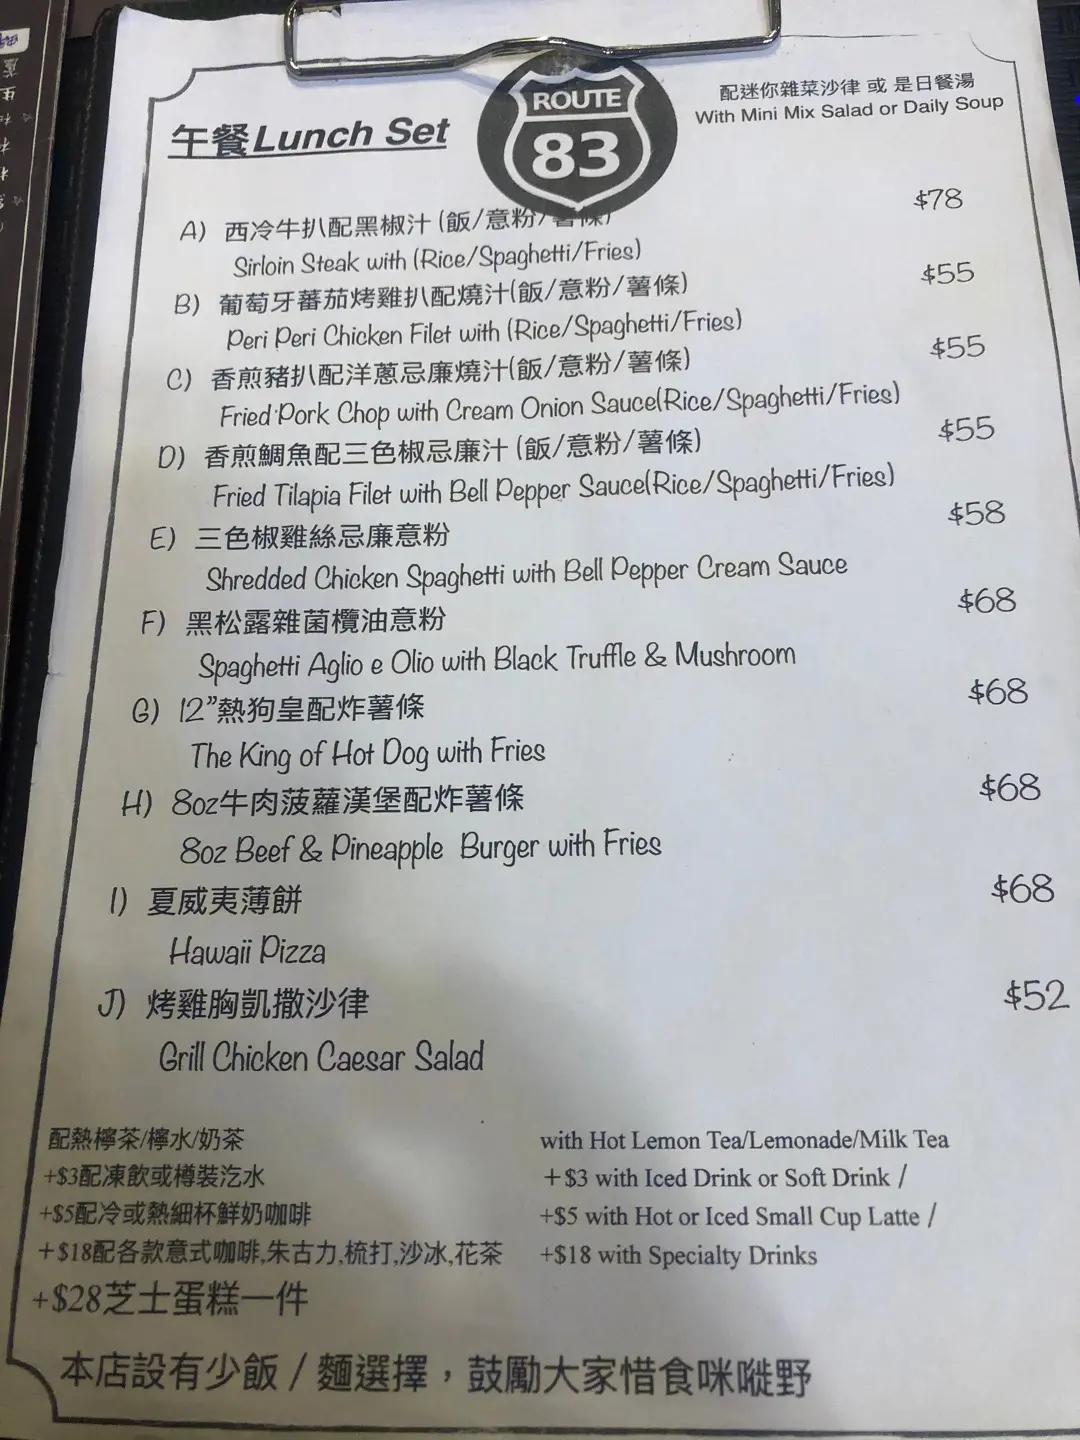 ROUTE
83
午餐Lunch Set
配迷你雜菜沙律 或 是日餐湯
With Mini Mix Salad or Daily Soup
A) 西冷牛扒配黑椒汁 (飯/意粉/薯條) $78
Sirloin Steak with (Rice/Spaghetti/Fries)
B) 葡萄牙蕃茄烤雞扒配燒汁(飯/意粉/薯條) $55
Peri Peri Chicken Filet with (Rice/Spaghetti/Fries)
C) 香煎豬扒配洋蔥忌廉燒汁(飯/意粉/薯條) $55
Fried Pork Chop with Cream Onion Sauce(Rice/Spaghetti/Fries)
D) 香煎鯛魚配三色椒忌廉汁 (飯/意粉/薯條) $55
Fried Tilapia Filet with Bell Pepper Sauce(Rice/Spaghetti/Fries)
E) 三色椒雞絲忌廉意粉 $58
Shredded Chicken Spaghetti with Bell Pepper Cream Sauce
F) 黑松露雜菌欖油意粉 $68
Spaghetti Aglio e Olio with Black Truffle & Mushroom
G) 12”熱狗皇配炸薯條 $68
The King of Hot Dog with Fries
H) 8oz牛肉菠蘿漢堡配炸薯條 $68
8oz Beef & Pineapple Burger with Fries
I) 夏威夷薄餅 $68
Hawaii Pizza
J) 烤雞胸凱撒沙律 $52
Grill Chicken Caesar Salad
配熱檸茶/檸水/奶茶
+$3配凍飲或樽裝汔水
+$5配冷或熱細杯鮮奶咖啡
+$18配各款意式咖啡,朱古力,梳打,沙冰,花茶
+$28芝士蛋糕一件
with Hot Lemon Tea/Lemonade/Milk Tea
+$3 with Iced Drink or Soft Drink /
+$5 with Hot or Iced Small Cup Latte /
+$18 with Specialty Drinks
本店設有少飯 / 麵選擇，鼓勵大家惜食咪嘥野